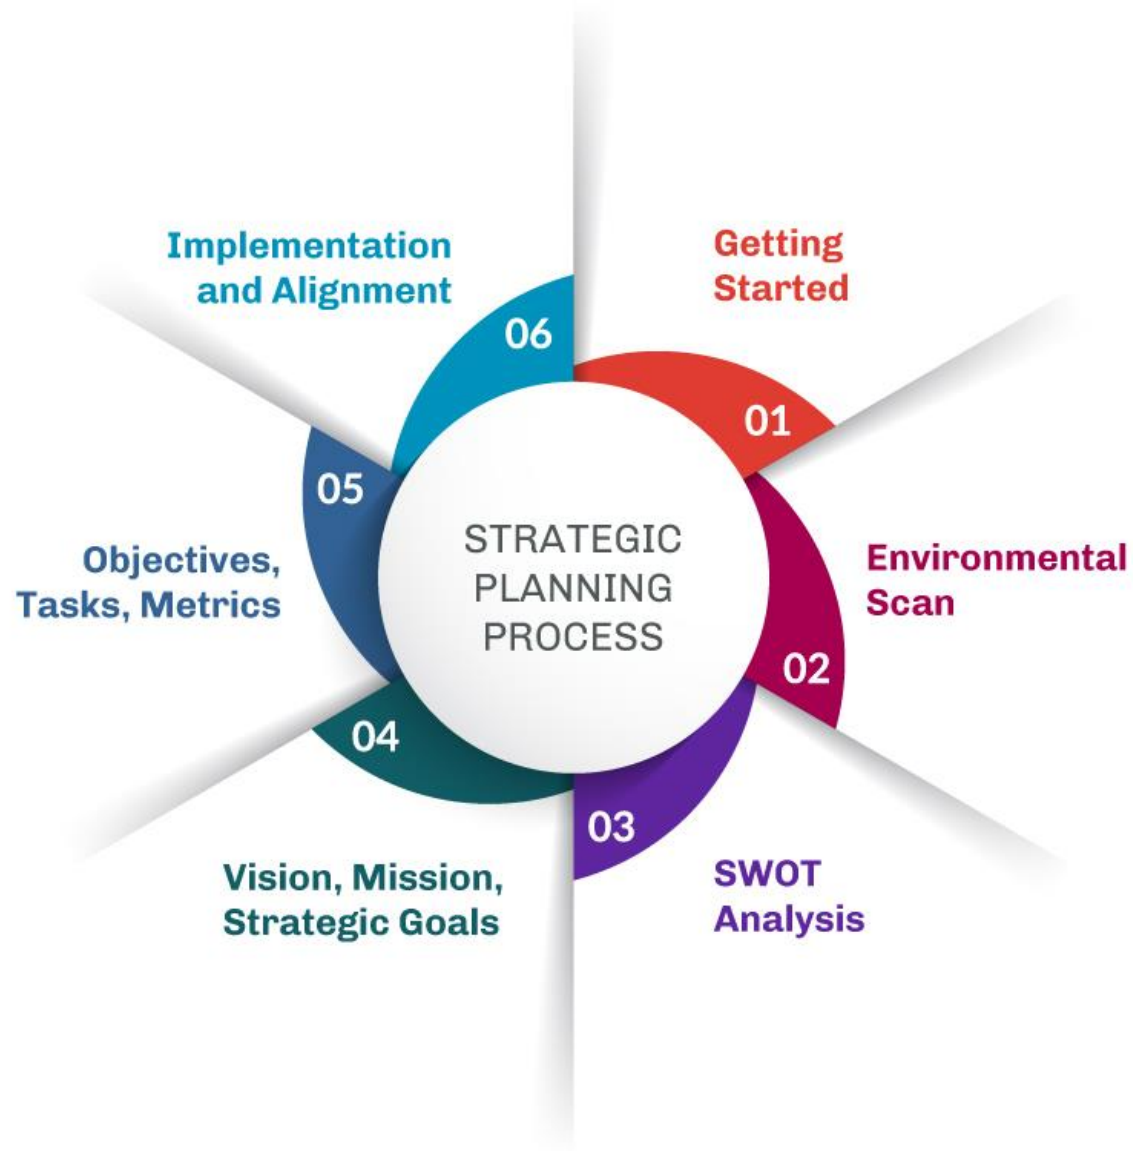 STRATEGIC
PLANNING
PROCESS
Getting
Started
01
Environmental
Scan
02
SWOT
Analysis
03
Vision, Mission,
Strategic Goals
04
Objectives,
Tasks, Metrics
05
Implementation
and Alignment
06